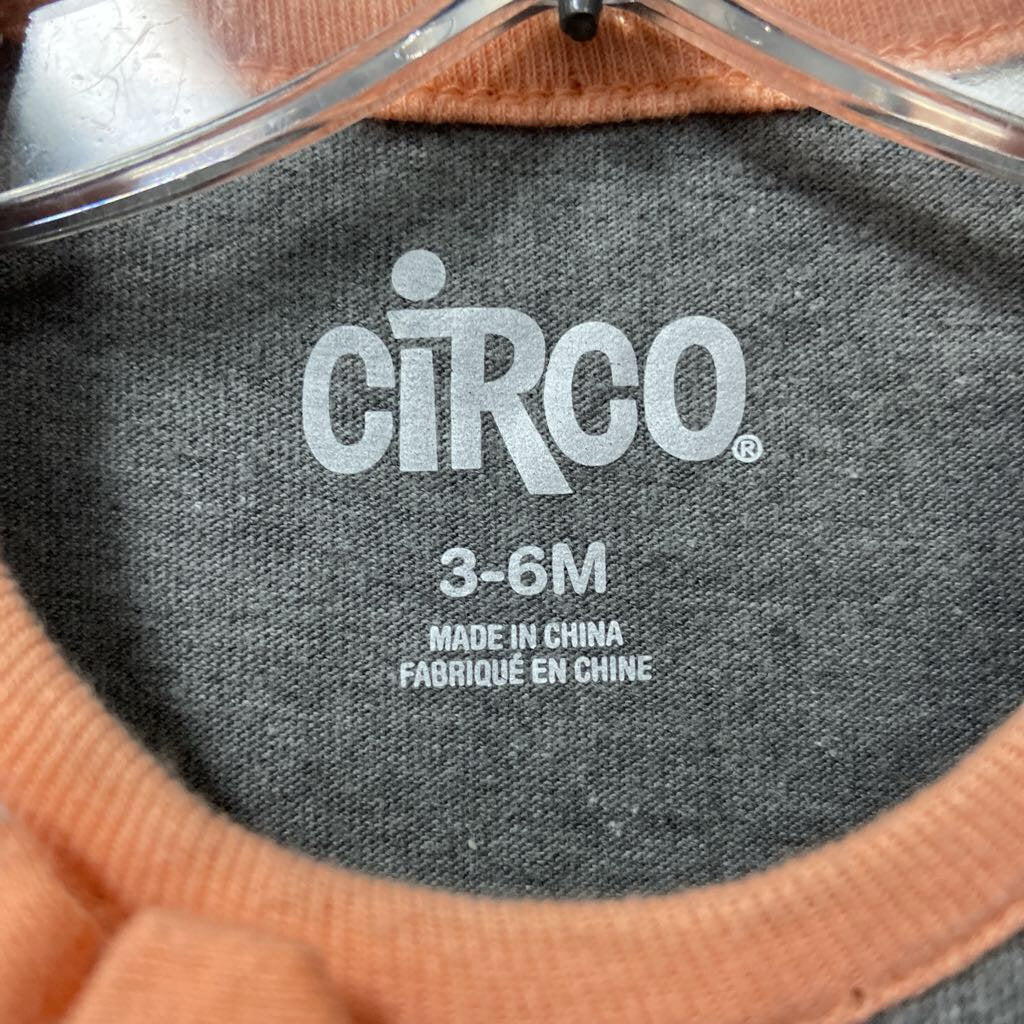 CiRCO®
3-6M
MADE IN CHINA
FABRIQUÉ EN CHINE